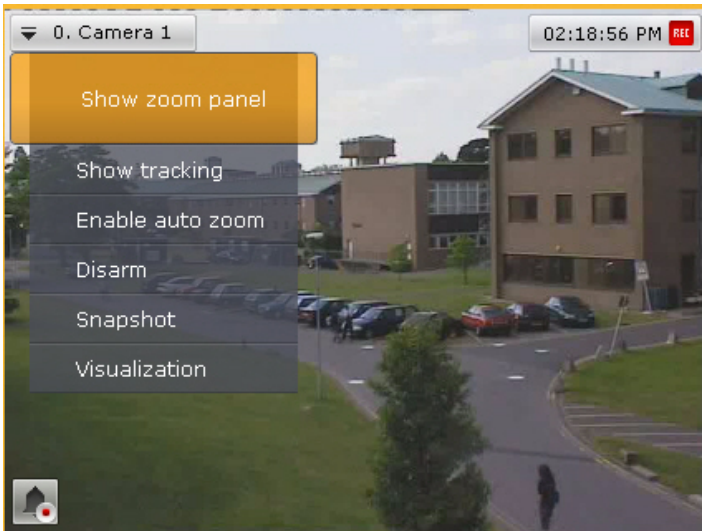 0. Camera 1
02:18:56 PM REC
Show zoom panel
Show tracking
Enable auto zoom
Disarm
Snapshot
Visualization